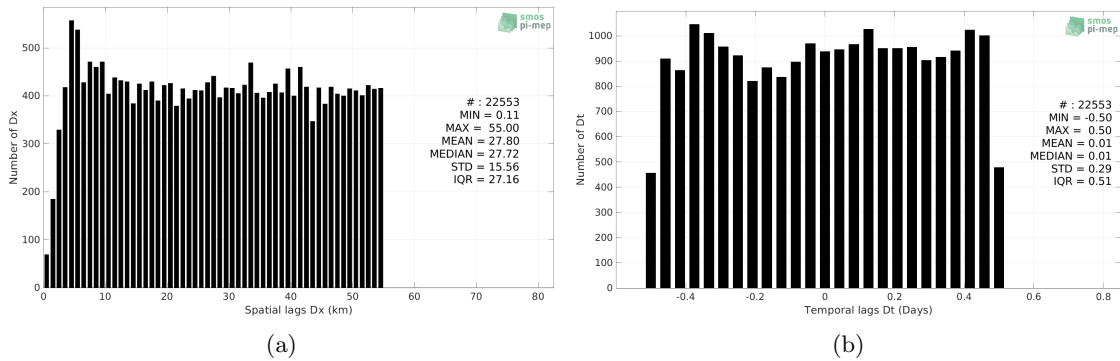 smos
pi-mep
500
400
300
200
100
0
Number of Dx
# : 22553
MIN = 0.11
MAX = 55.00
MEAN = 27.80
MEDIAN = 27.72
STD = 15.56
IQR = 27.16
0 10 20 30 40 50 60 70 80
Spatial lags Dx (km)
(a)
smos
pi-mep
1000
900
800
700
600
500
400
300
200
100
0
Number of Dt
# : 22553
MIN = -0.50
MAX = 0.50
MEAN = 0.01
MEDIAN = 0.01
STD = 0.29
IQR = 0.51
-0.4 -0.2 0 0.2 0.4 0.6 0.8
Temporal lags Dt (Days)
(b)